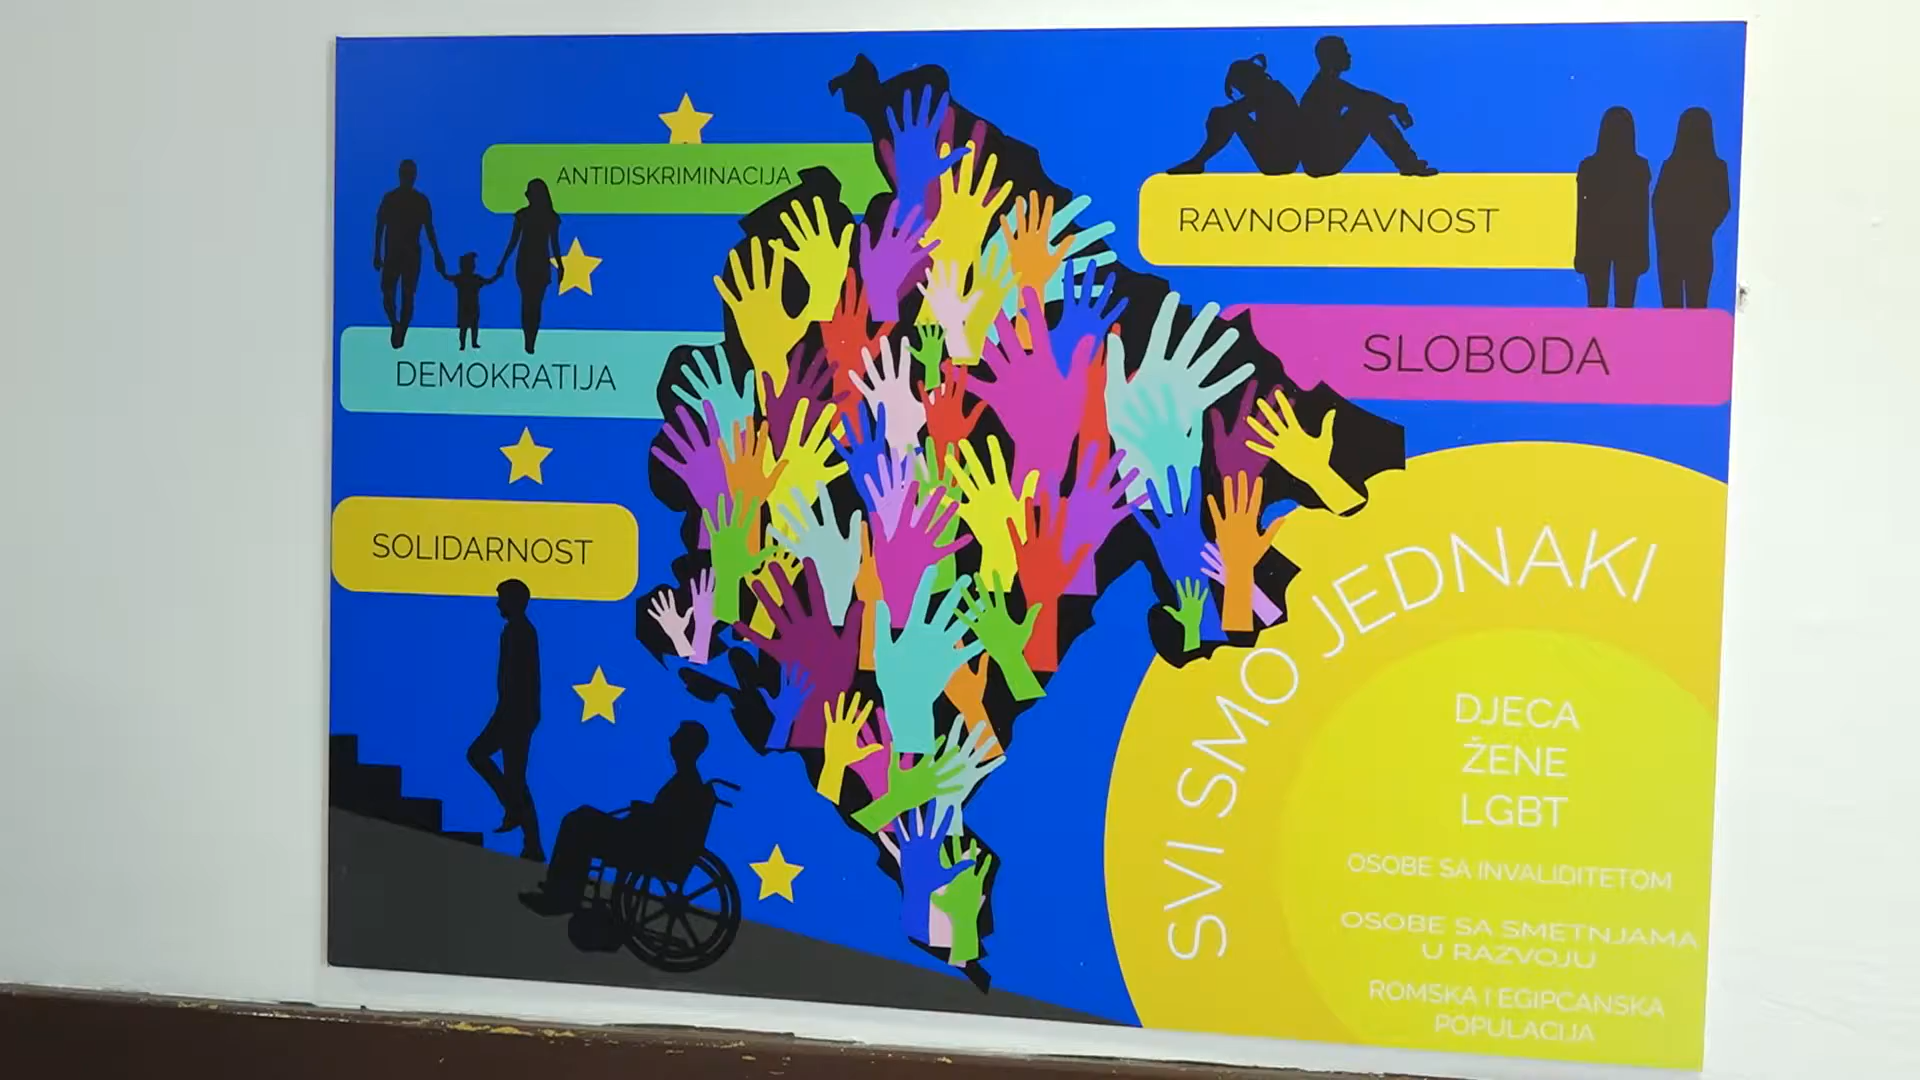 ANTIDISKRIMINACIJA
RAVNOPRAVNOST
SLOBODA
DEMOKRATIJA
SOLIDARNOST
SVI SMO JEDNAKI
DJECA
ŽENE
LGBT
OSOBE SA INVALIDITETOM
OSOBE SA SMETNJAMA
U RAZVOJU
ROMSKA I EGIPCANSKA
POPULACIJA